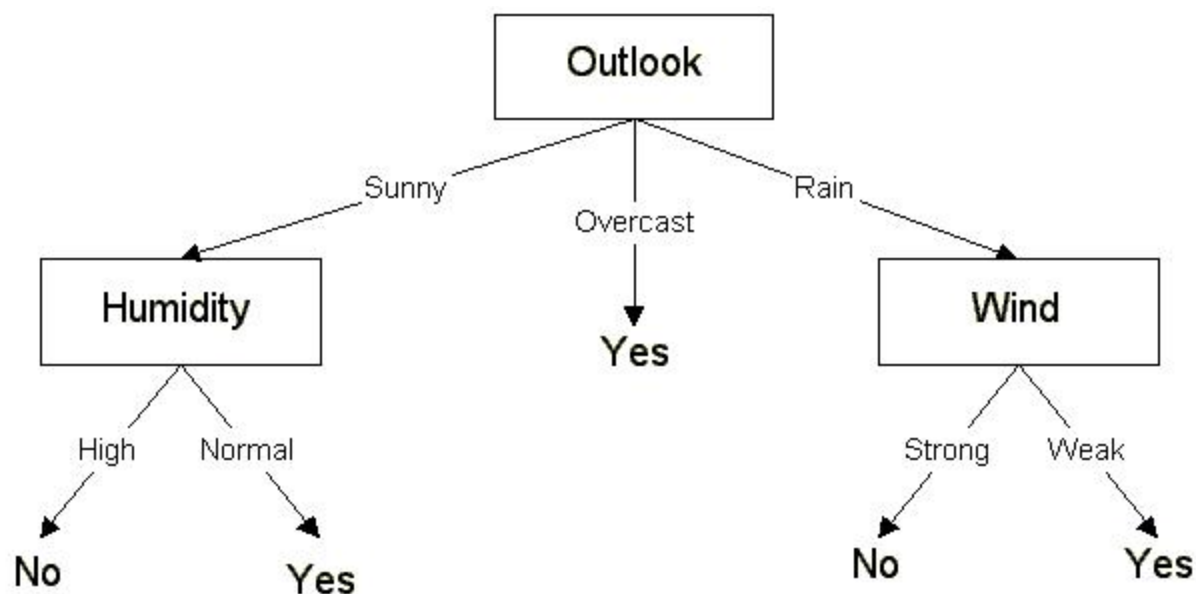 Outlook
Sunny
Overcast
Rain
Humidity
Yes
Wind
High
Normal
Strong
Weak
No
Yes
No
Yes